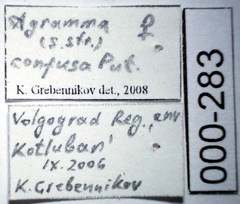 Agramma ♀
(s. str.)
confusa Put.
K. Grebennikov det., 2008
Volgograd Reg., env
Kotluban'
IX.2006
K. Grebennikov
000-283